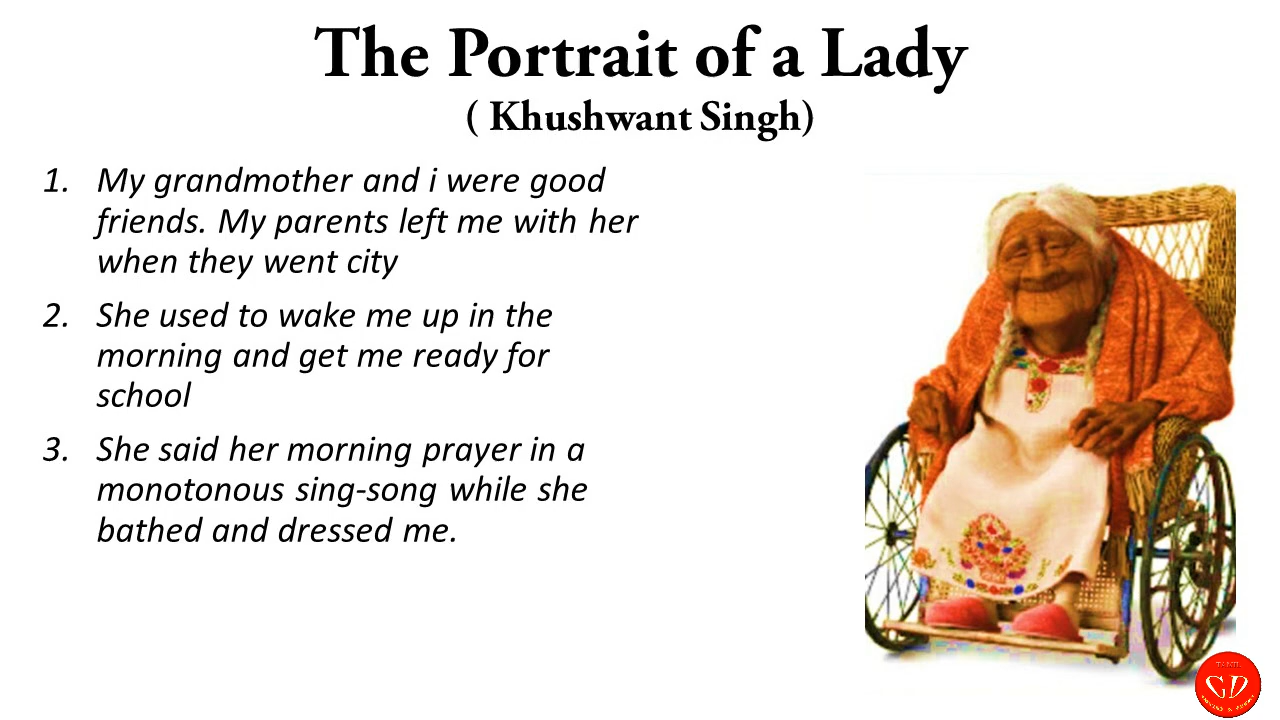 The Portrait of a Lady
( Khushwant Singh)
1. My grandmother and i were good
friends. My parents left me with her
when they went city
2. She used to wake me up in the
morning and get me ready for
school
3. She said her morning prayer in a
monotonous sing-song while she
bathed and dressed me.
TAMIL
GD